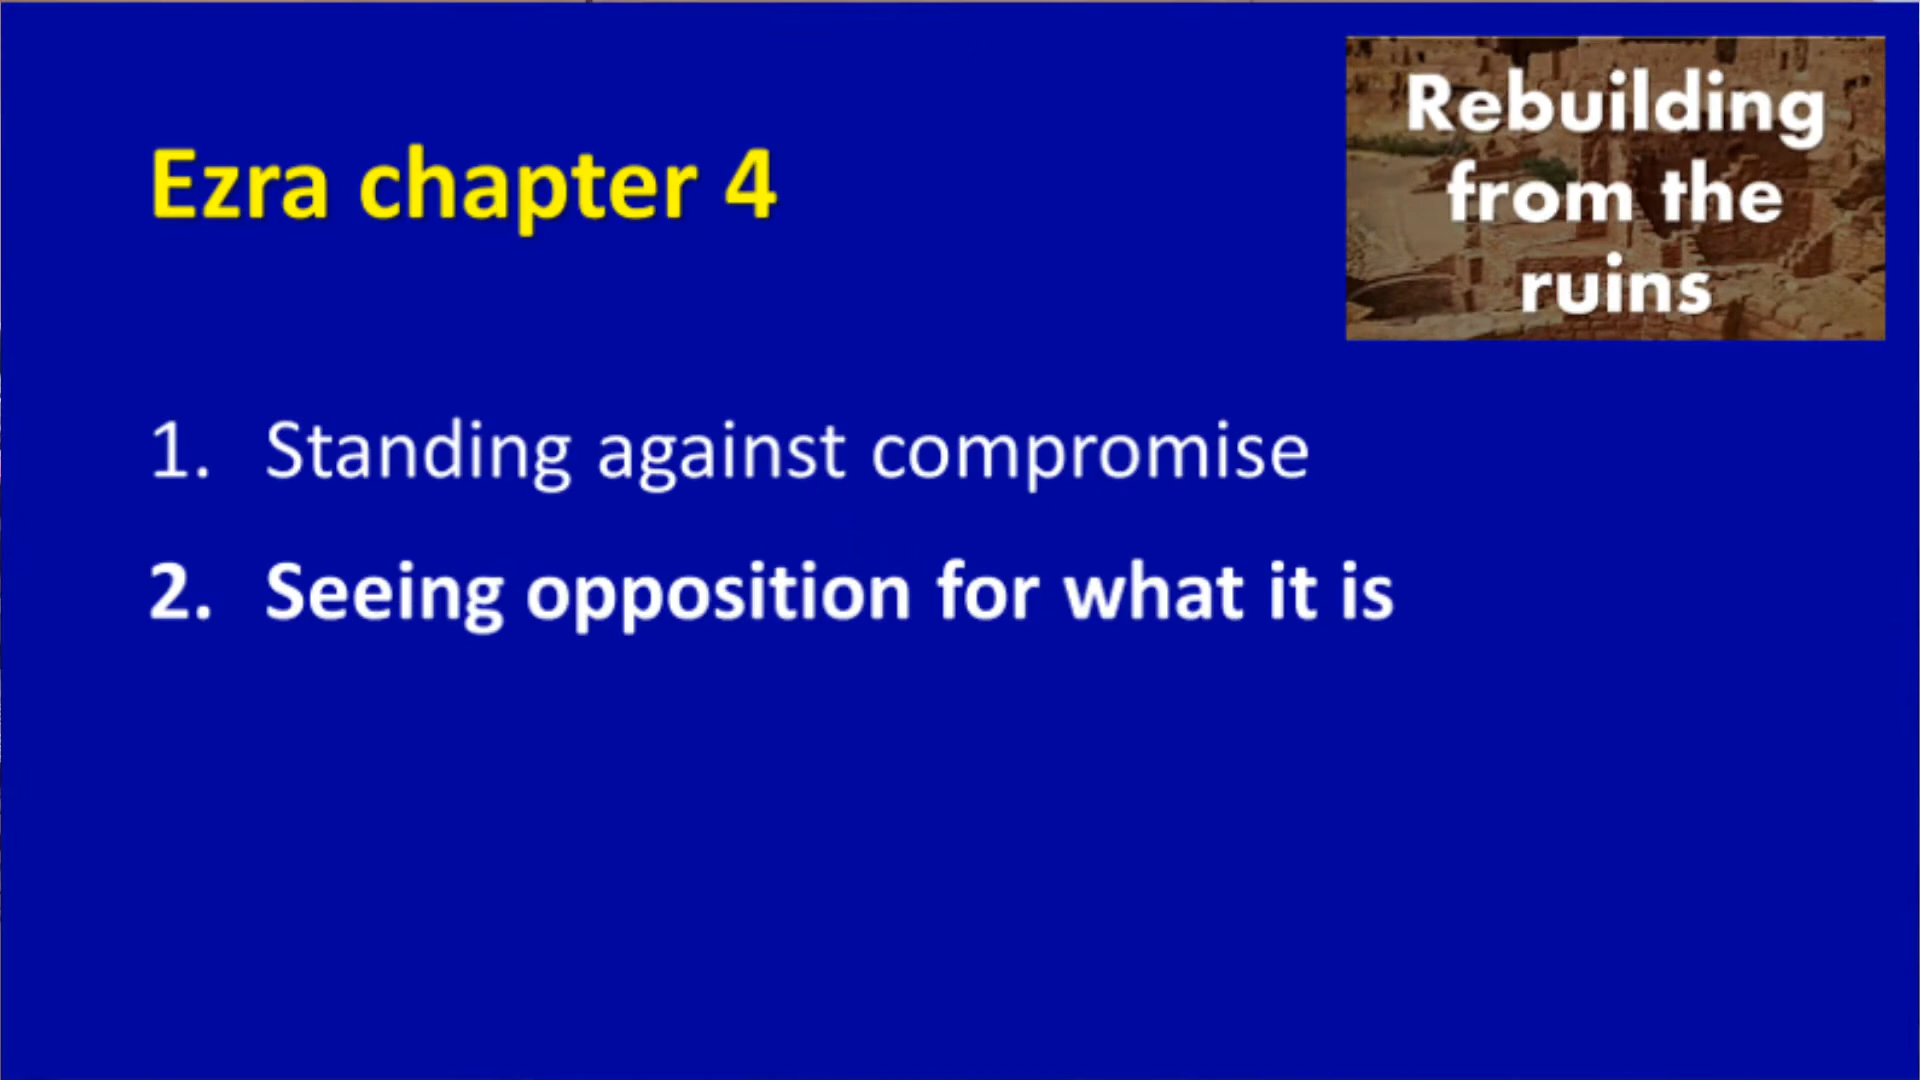 Ezra chapter 4
Rebuilding
from the
ruins
1. Standing against compromise
2. Seeing opposition for what it is